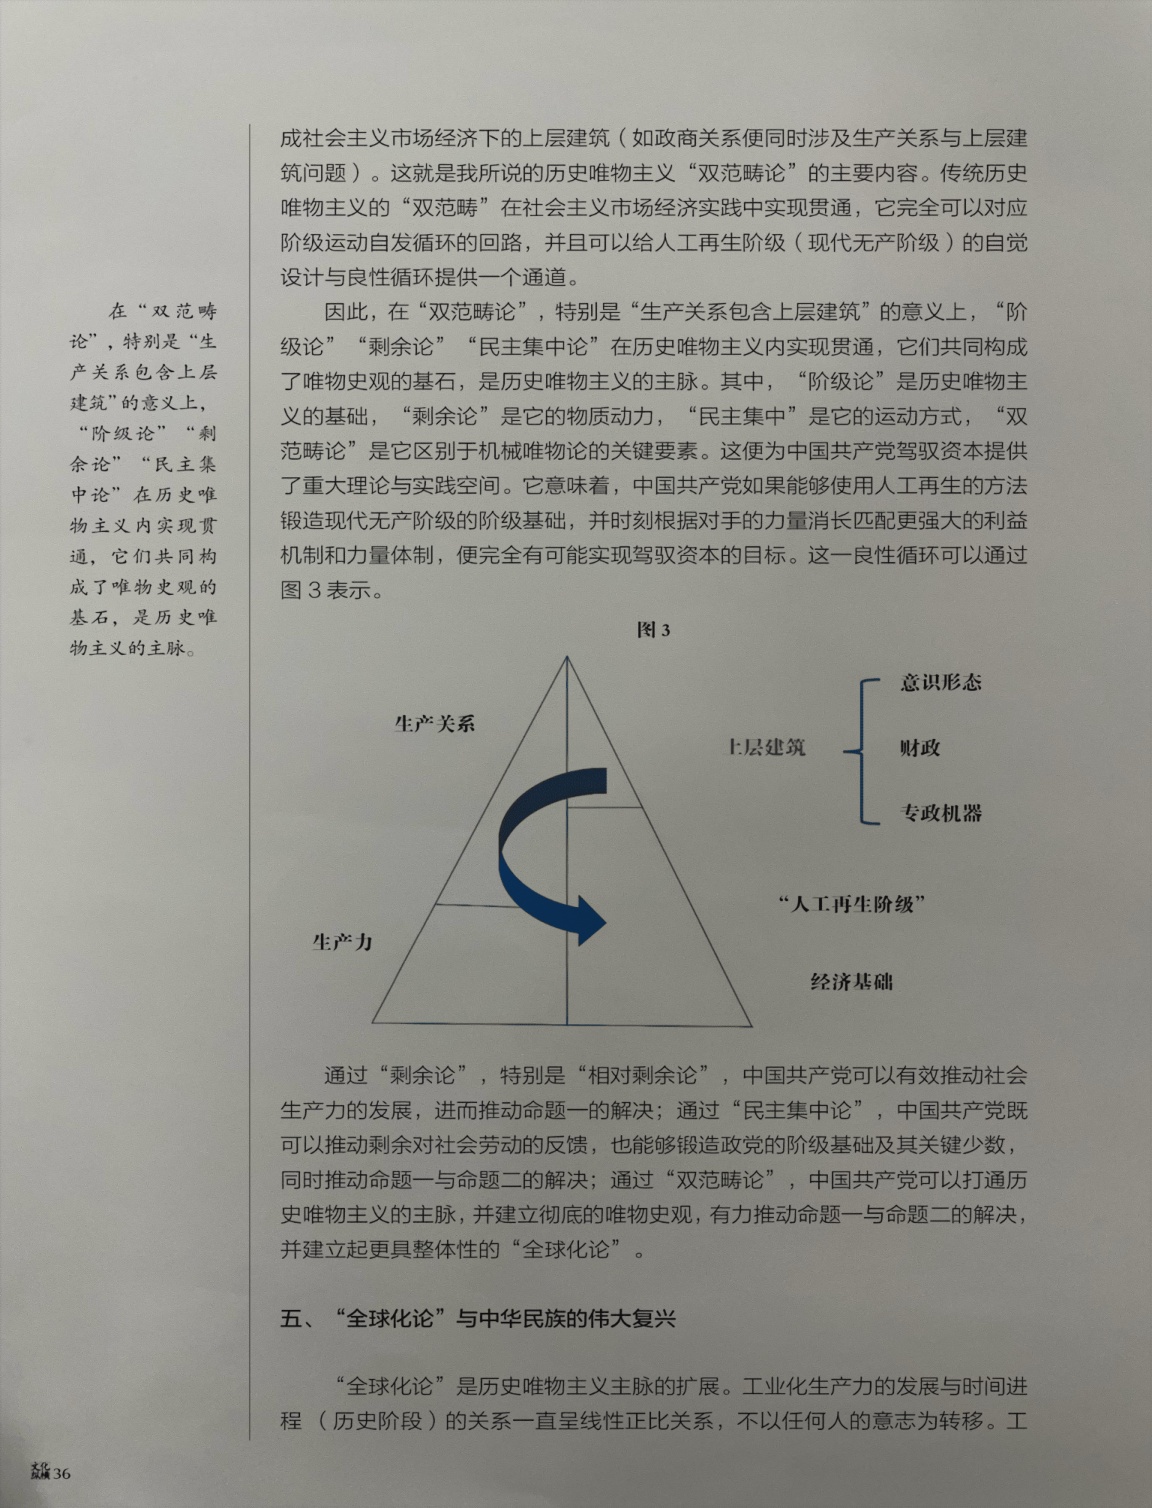 成社会主义市场经济下的上层建筑（如政商关系便同时涉及生产关系与上层建
筑问题）。这就是我所说的历史唯物主义“双范畴论”的主要内容。传统历史
唯物主义的“双范畴”在社会主义市场经济实践中实现贯通，它完全可以对应
阶级运动自发循环的回路，并且可以给人工再生阶级（现代无产阶级）的自觉
设计与良性循环提供一个通道。
因此，在“双范畴论”，特别是“生产关系包含上层建筑”的意义上，“阶
级论”“剩余论”“民主集中论”在历史唯物主义内实现贯通，它们共同构成
了唯物史观的基石，是历史唯物主义的主脉。其中，“阶级论”是历史唯物主
义的基础，“剩余论”是它的物质动力，“民主集中”是它的运动方式，“双
范畴论”是它区别于机械唯物论的关键要素。这便为中国共产党驾驭资本提供
了重大理论与实践空间。它意味着，中国共产党如果能够使用人工再生的方法
锻造现代无产阶级的阶级基础，并时刻根据对手的力量消长匹配更强大的利益
机制和力量体制，便完全有可能实现驾驭资本的目标。这一良性循环可以通过
图 3 表示。
在“双范畴
论”，特别是“生
产关系包含上层
建筑”的意义上，
“阶级论”“剩
余论”“民主集
中论”在历史唯
物主义内实现贯
通，它们共同构
成了唯物史观的
基石，是历史唯
物主义的主脉。
图 3
生产关系
生产力
上层建筑
意识形态
财政
专政机器
“人工再生阶级”
经济基础
通过“剩余论”，特别是“相对剩余论”，中国共产党可以有效推动社会
生产力的发展，进而推动命题一的解决；通过“民主集中论”，中国共产党既
可以推动剩余对社会劳动的反馈，也能够锻造政党的阶级基础及其关键少数，
同时推动命题一与命题二的解决；通过“双范畴论”，中国共产党可以打通历
史唯物主义的主脉，并建立彻底的唯物史观，有力推动命题一与命题二的解决，
并建立起更具整体性的“全球化论”。
五、“全球化论”与中华民族的伟大复兴
“全球化论”是历史唯物主义主脉的扩展。工业化生产力的发展与时间进
程（历史阶段）的关系一直呈线性正比关系，不以任何人的意志为转移。工
文化
纵横 36